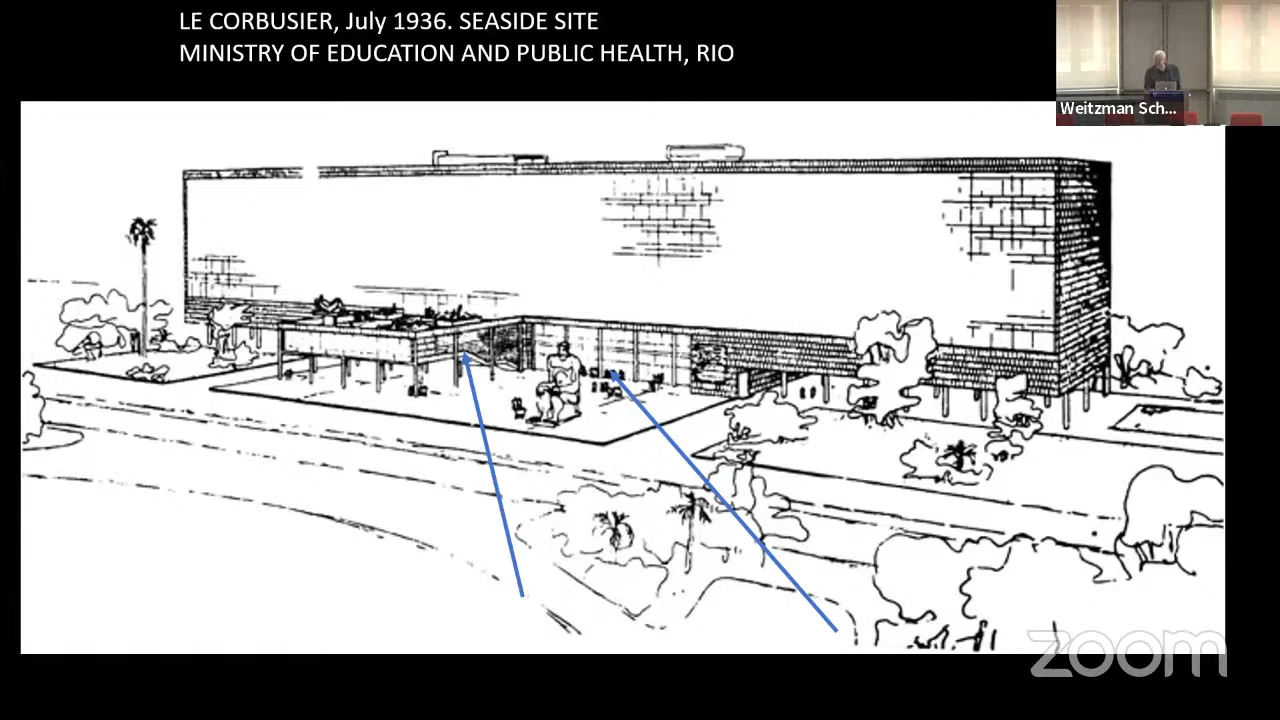 LE CORBUSIER, July 1936. SEASIDE SITE
MINISTRY OF EDUCATION AND PUBLIC HEALTH, RIO
Weitzman Sch...
zoom